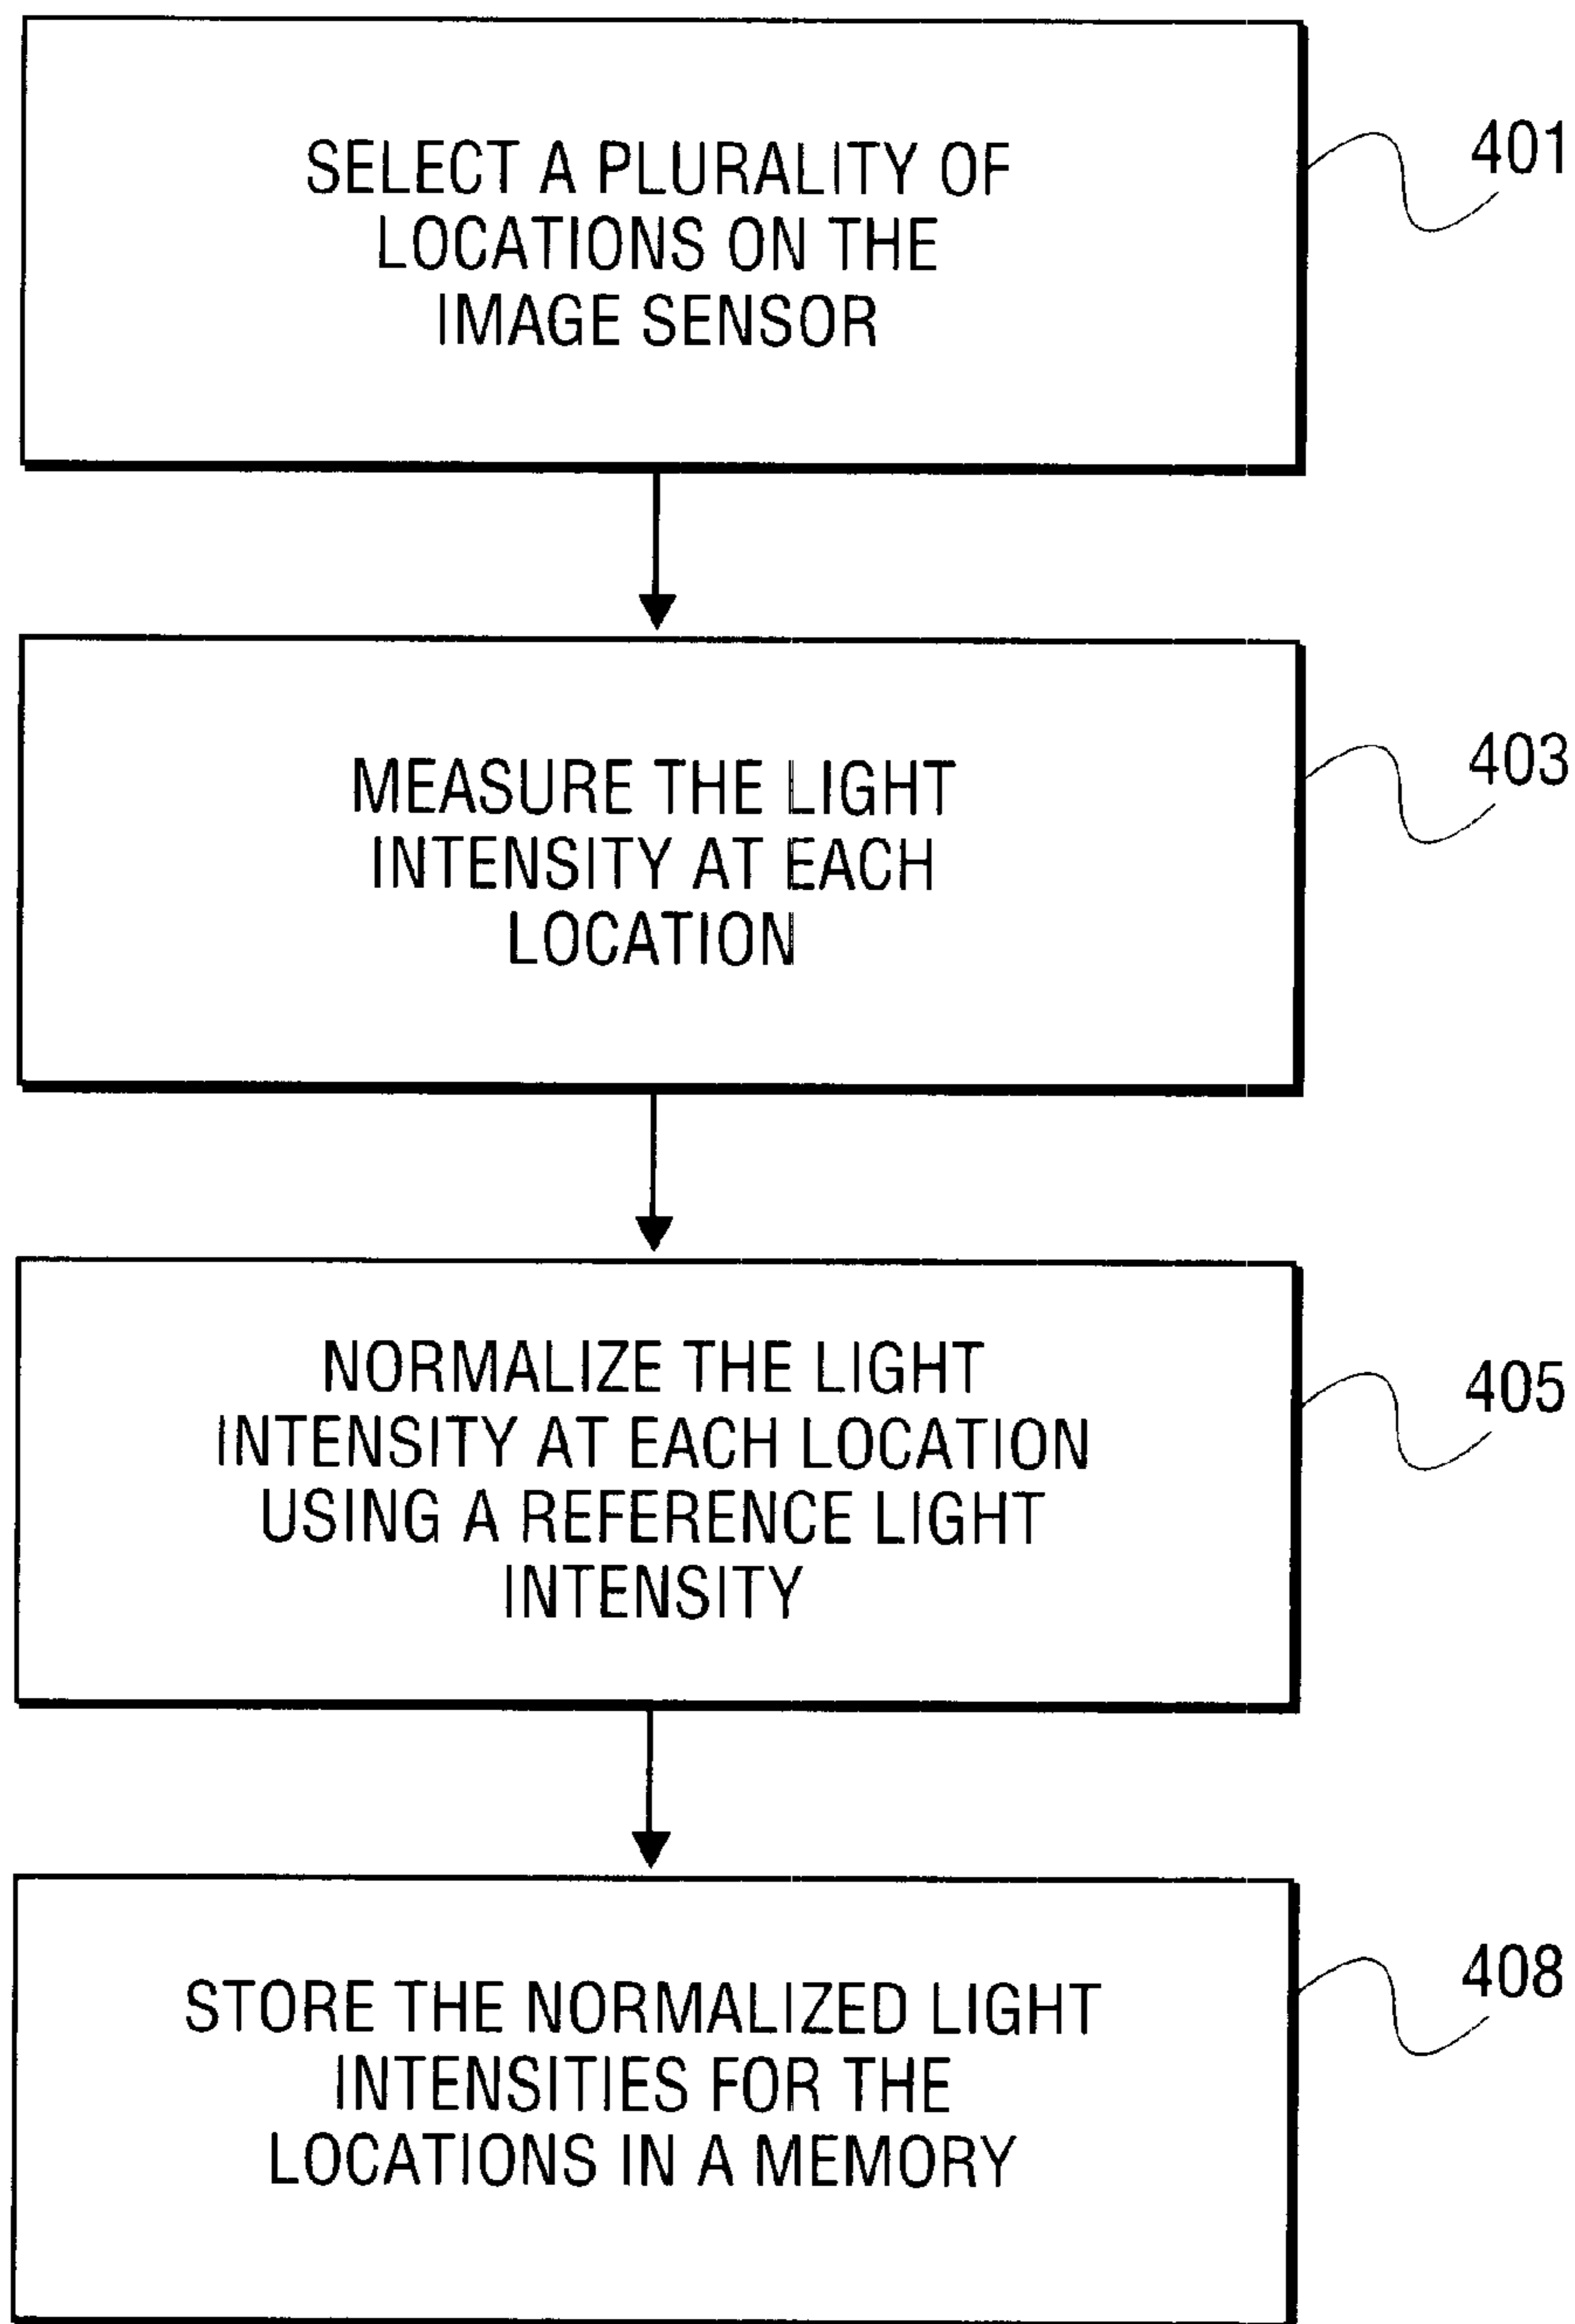 SELECT A PLURALITY OF
LOCATIONS ON THE
IMAGE SENSOR
401
MEASURE THE LIGHT
INTENSITY AT EACH
LOCATION
403
NORMALIZE THE LIGHT
INTENSITY AT EACH LOCATION
USING A REFERENCE LIGHT
INTENSITY
405
STORE THE NORMALIZED LIGHT
INTENSITIES FOR THE
LOCATIONS IN A MEMORY
408